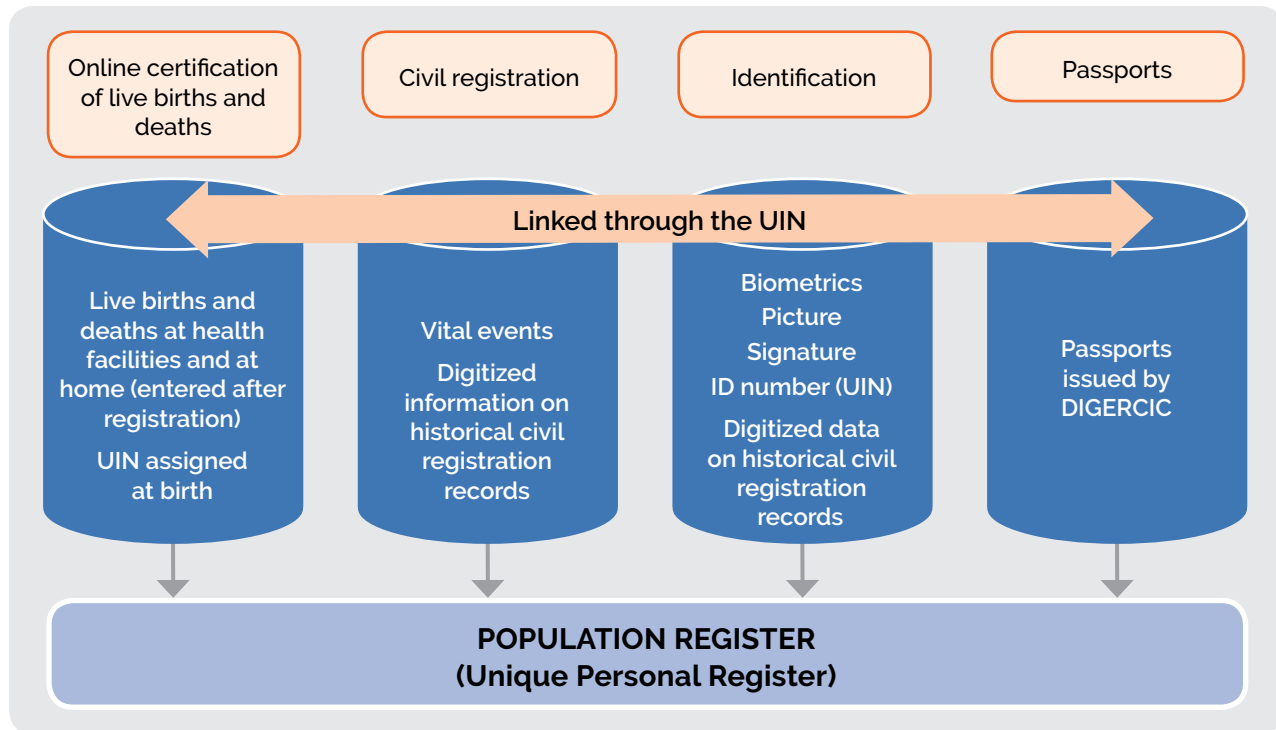 Online certification
of live births and
deaths
Civil registration
Identification
Passports
Linked through the UIN
Live births and
deaths at health
facilities and at
home (entered after
registration)
UIN assigned
at birth
Vital events
Digitized
information on
historical civil
registration
records
Biometrics
Picture
Signature
ID number (UIN)
Digitized data
on historical civil
registration
records
Passports
issued by
DIGERCIC
POPULATION REGISTER
(Unique Personal Register)